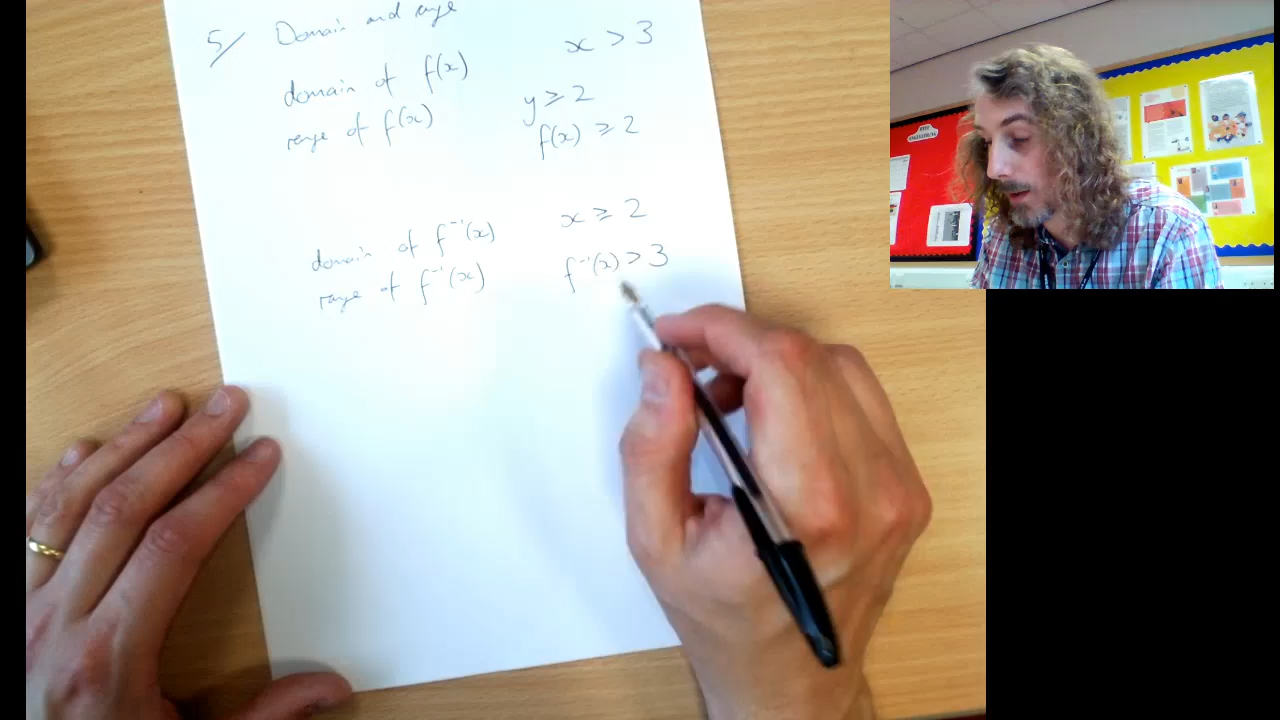 5/ Domain and range
domain of f(x) x > 3
range of f(x) y ≥ 2
f(x) ≥ 2
domain of f⁻¹(x) x ≥ 2
range of f⁻¹(x) f⁻¹(x) > 3